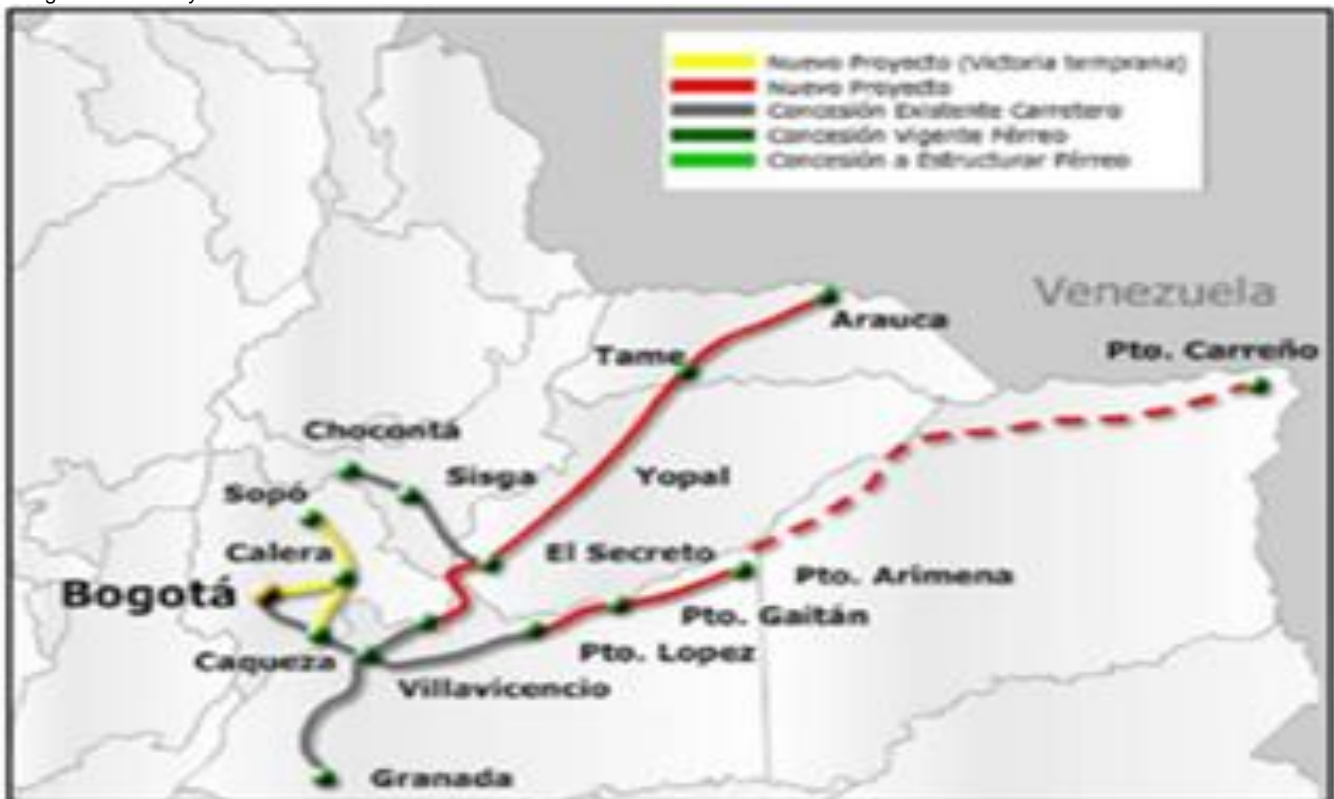 Nuevo Proyecto (Victoria temprana)
Nuevo Proyecto
Concesión Existente Carretero
Concesión Vigente Férreo
Concesión a Estructurar Férreo
Venezuela
Arauca
Pto. Carreño
Tame
Chocontá
Sisga
Yopal
Sopó
Calera
El Secreto
Bogotá
Pto. Arimena
Pto. Gaitán
Caqueza
Pto. Lopez
Villavicencio
Granada